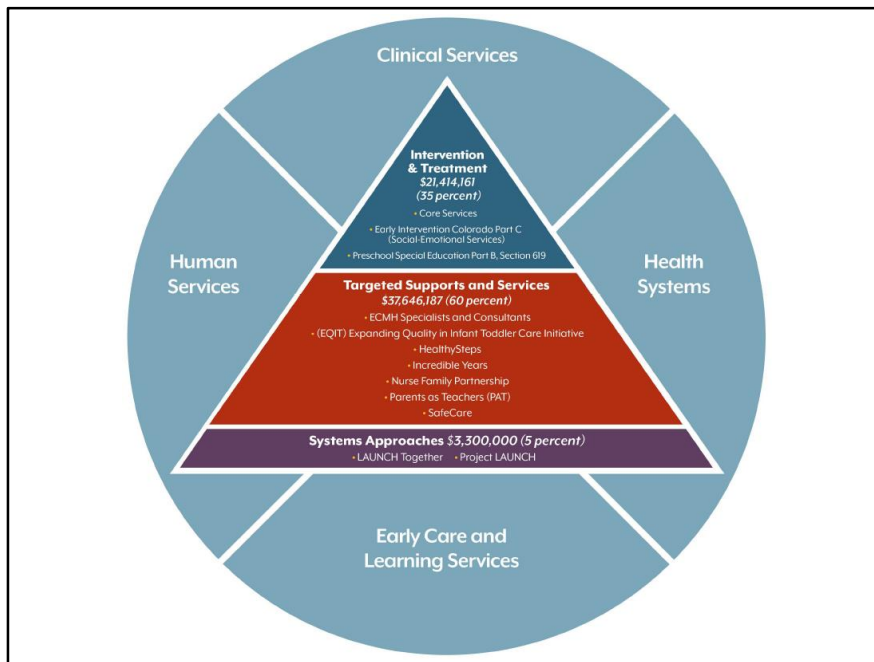 Clinical Services
Intervention
& Treatment
$21,414,161
(35 percent)
• Core Services
• Early Intervention Colorado Part C
(Social-Emotional Services)
• Preschool Special Education Part B, Section 619
Human
Services
Health
Systems
Targeted Supports and Services
$37,646,187 (60 percent)
• ECMH Specialists and Consultants
• (EQIT) Expanding Quality in Infant Toddler Care Initiative
• HealthySteps
• Incredible Years
• Nurse Family Partnership
• Parents as Teachers (PAT)
• SafeCare
Systems Approaches $3,300,000 (5 percent)
• LAUNCH Together • Project LAUNCH
Early Care and
Learning Services